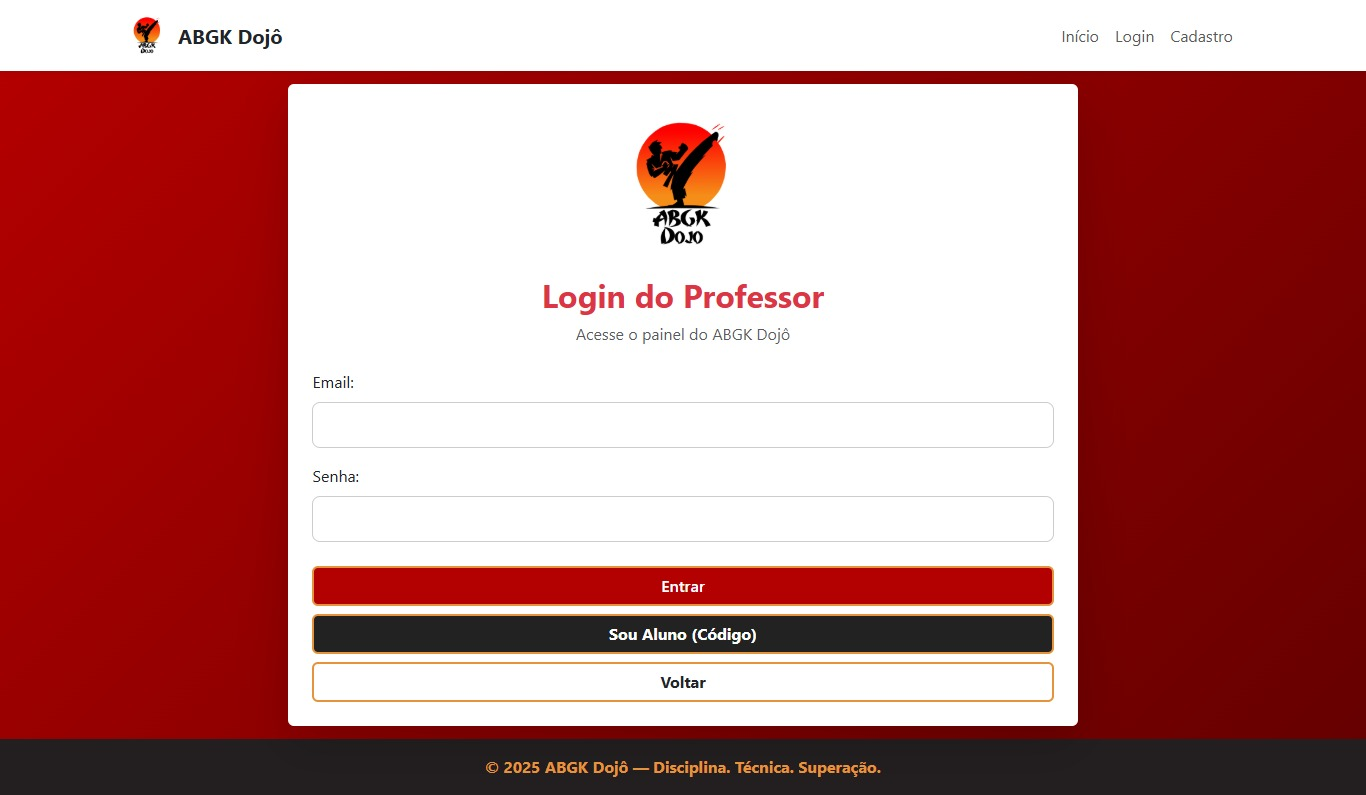 ABGK Dojô
Início Login Cadastro
ABGK
DOJO
Login do Professor
Acesse o painel do ABGK Dojô
Email:
Senha:
Entrar
Sou Aluno (Código)
Voltar
© 2025 ABGK Dojô — Disciplina. Técnica. Superação.